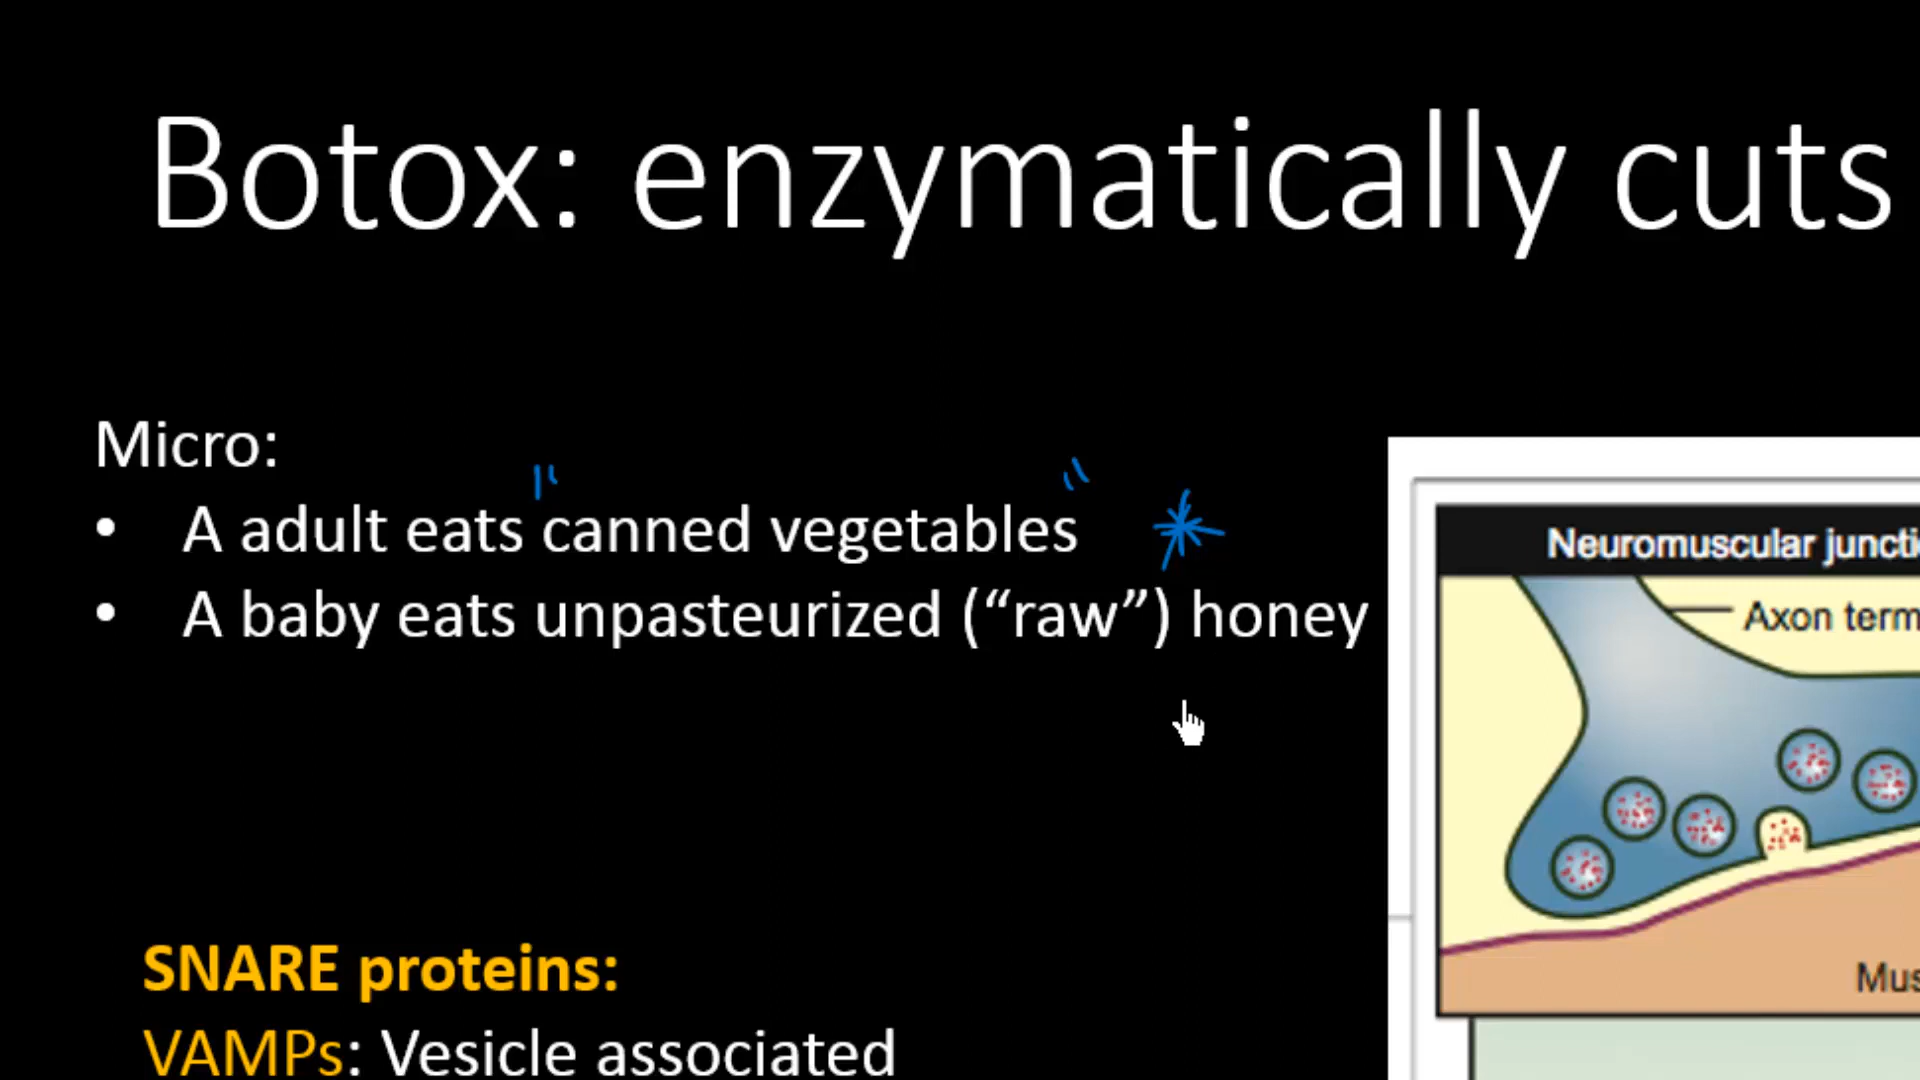 Botox: enzymatically cuts
Micro:
• A adult eats canned vegetables
• A baby eats unpasteurized (“raw”) honey
Neuromuscular juncti
Axon term
SNARE proteins:
Mus
VAMPs: Vesicle associated